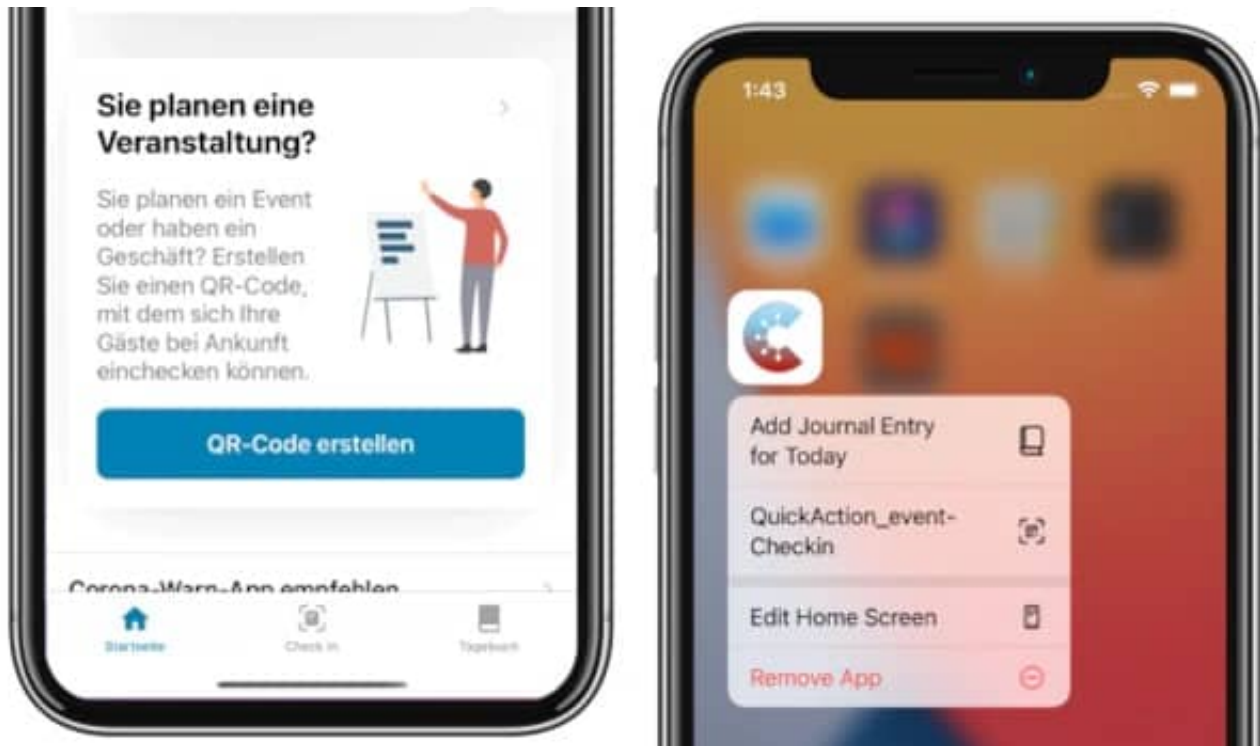 Sie planen eine
Veranstaltung?
Sie planen ein Event
oder haben ein
Geschäft? Erstellen
Sie einen QR-Code,
mit dem sich Ihre
Gäste bei Ankunft
einchecken können.
QR-Code erstellen
Corona-Warn-App empfehlen
Startseite
Check in
Tagebuch
1:43
Add Journal Entry
for Today
QuickAction_event-
Checkin
Edit Home Screen
Remove App